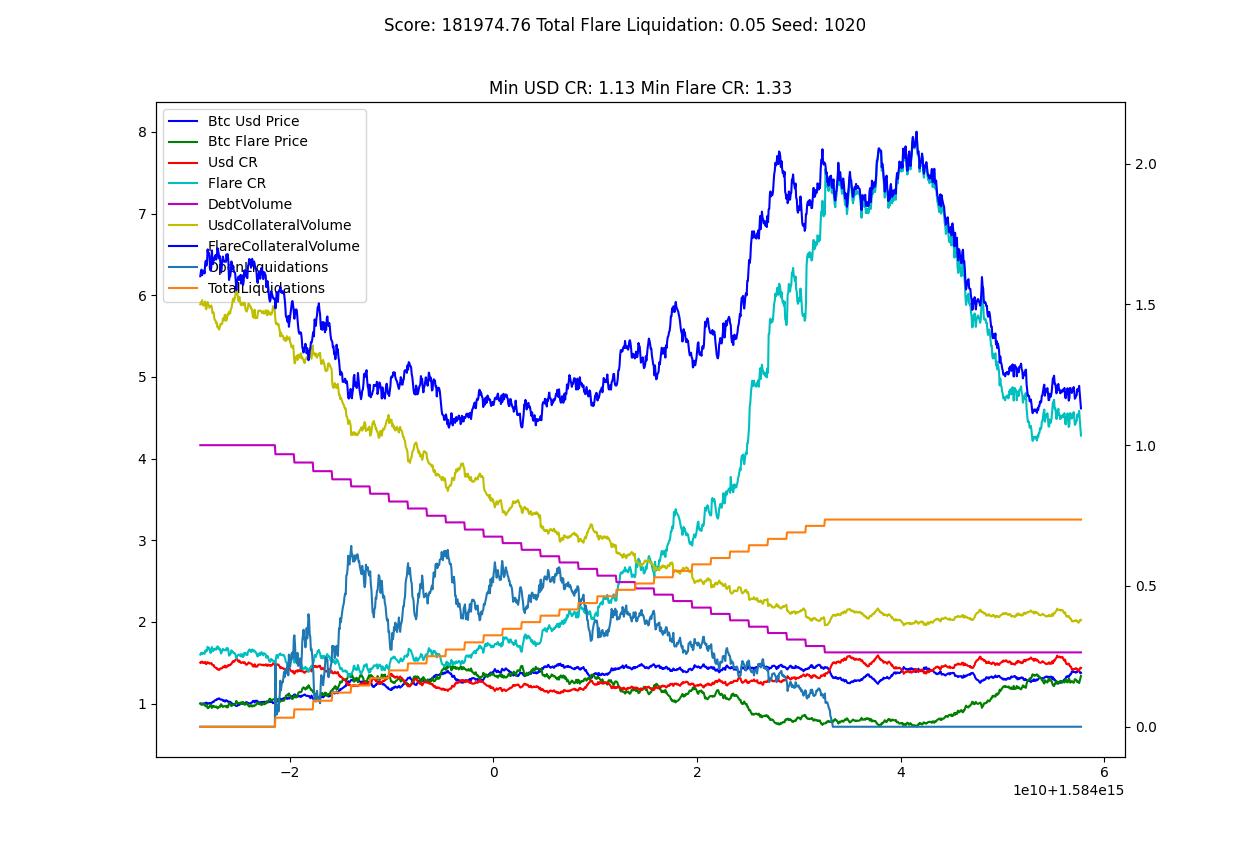 Score: 181974.76 Total Flare Liquidation: 0.05 Seed: 1020
Min USD CR: 1.13 Min Flare CR: 1.33
Btc Usd Price
Btc Flare Price
Usd CR
Flare CR
DebtVolume
UsdCollateralVolume
FlareCollateralVolume
OpenLiquidations
TotalLiquidations
8
7
6
5
4
3
2
1
2.0
1.5
1.0
0.5
0.0
−2
0
2
4
6
1e10+1.584e15